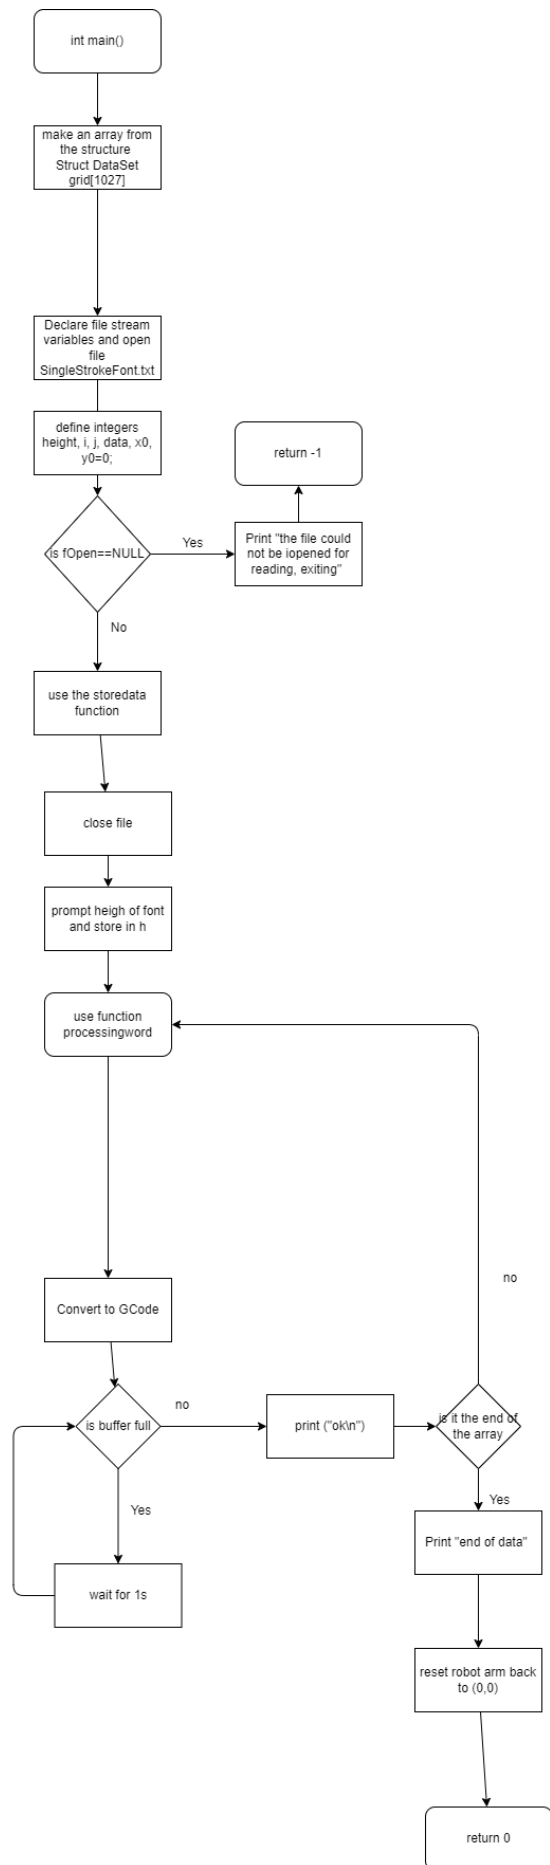 int main()
make an array from
the structure
Struct DataSet
grid[1027]
Declare file stream
variables and open
file
SingleStrokeFont.txt
define integers
height, i, j, data, x0,
y0=0;
return -1
is fOpen==NULL
Yes
Print "the file could
not be iopened for
reading, exiting"
No
use the storedata
function
close file
prompt heigh of font
and store in h
use function
processingword
no
Convert to GCode
is buffer full
no
print ("ok\n")
is it the end of
the array
Yes
Yes
Print "end of data"
wait for 1s
reset robot arm back
to (0,0)
return 0